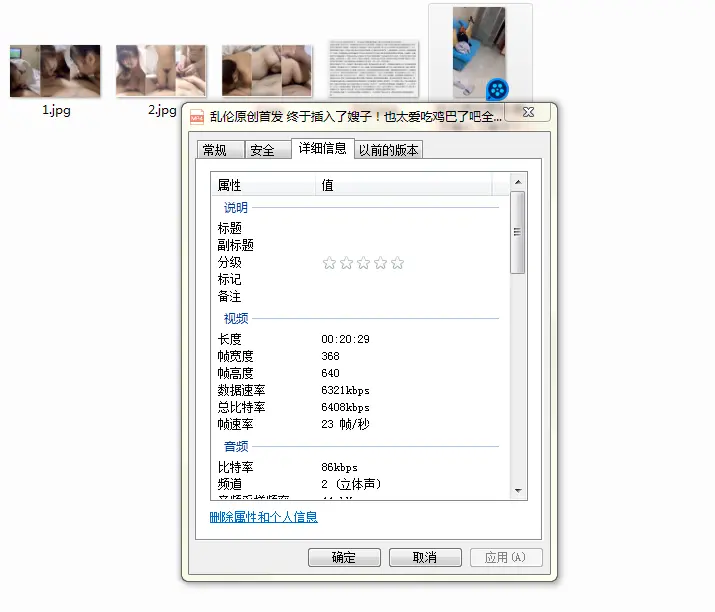 1.jpg
2.jpg
乱伦原创首发 终于插入了嫂子！也太爱吃鸡巴了吧全...
常规 安全 详细信息 以前的版本
属性 值
说明
标题
副标题
分级
标记
备注
视频
长度 00:20:29
帧宽度 368
帧高度 640
数据速率 6321kbps
总比特率 6408kbps
帧速率 23 帧/秒
音频
比特率 86kbps
频道 2 (立体声)
删除属性和个人信息
确定 取消 应用(A)